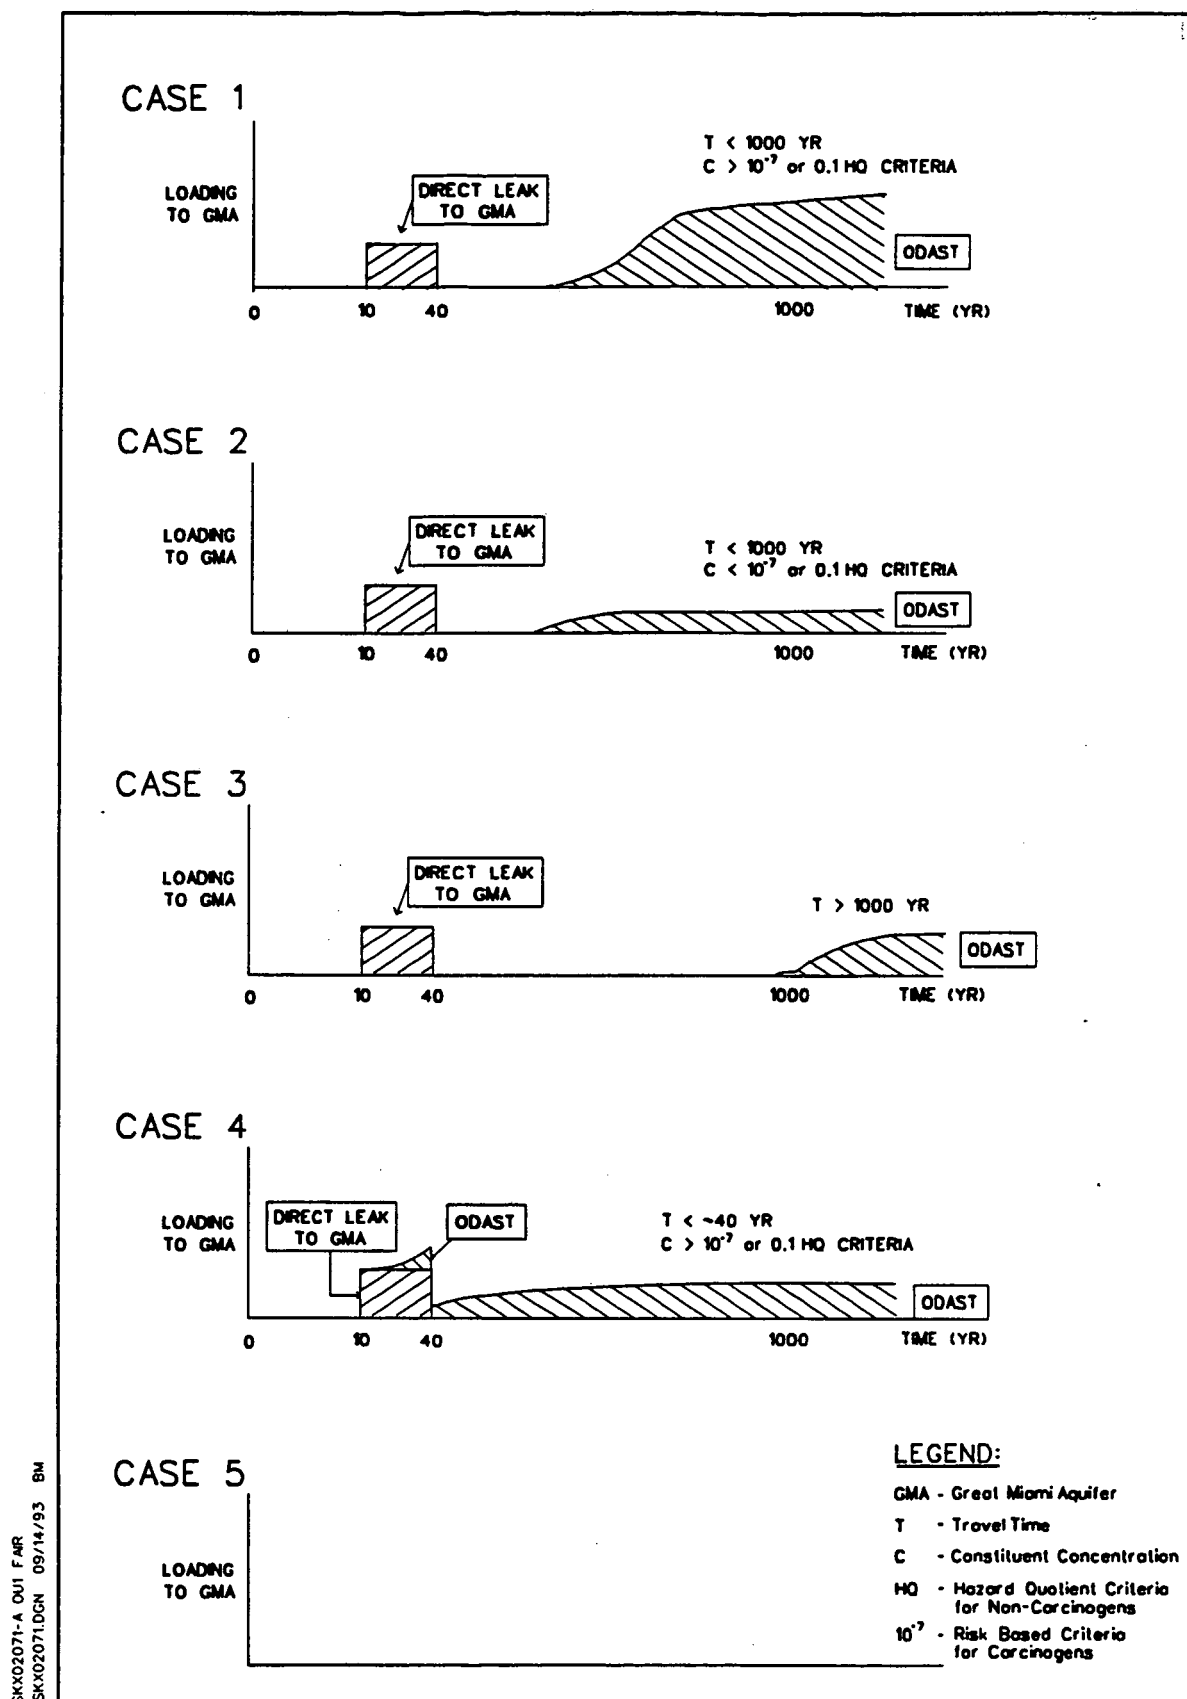 CASE 1
T < 1000 YR
C > 10⁻⁷ or 0.1 HQ CRITERIA
LOADING
TO GMA
DIRECT LEAK
TO GMA
ODAST
0 10 40 1000 TIME (YR)
CASE 2
LOADING
TO GMA
DIRECT LEAK
TO GMA
T < 1000 YR
C < 10⁻⁷ or 0.1 HQ CRITERIA
ODAST
0 10 40 1000 TIME (YR)
CASE 3
LOADING
TO GMA
DIRECT LEAK
TO GMA
T > 1000 YR
ODAST
0 10 40 1000 TIME (YR)
CASE 4
LOADING
TO GMA
DIRECT LEAK
TO GMA
ODAST
T < ~40 YR
C > 10⁻⁷ or 0.1 HQ CRITERIA
ODAST
0 10 40 1000 TIME (YR)
CASE 5
LOADING
TO GMA
LEGEND:
GMA - Great Miami Aquifer
T - Travel Time
C - Constituent Concentration
HQ - Hazard Quotient Criteria
for Non-Carcinogens
10⁻⁷ - Risk Based Criteria
for Carcinogens
SKX02071-A OU1 FAIR
SKX02071.DGN 09/14/93 BM